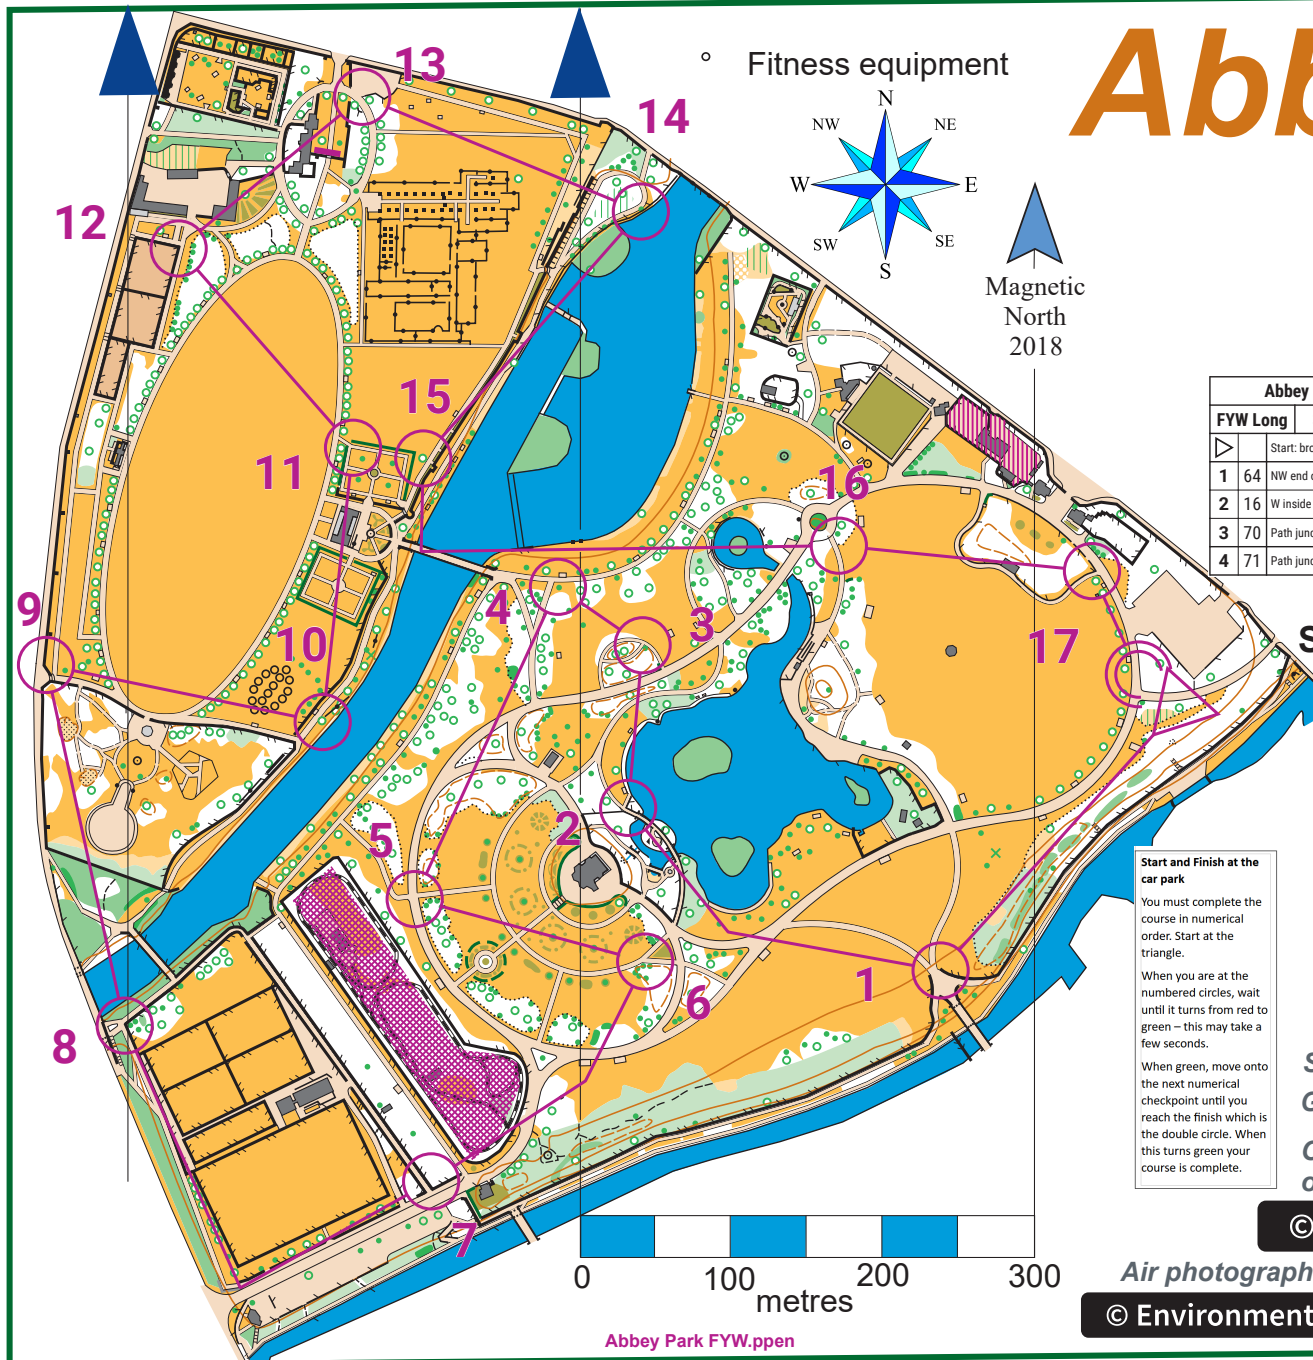 Abb
° Fitness equipment
N
NW
NE
W
E
SW
SE
S
Magnetic
North
2018
13
14
12
15
11
16
9
10
4
3
17
5
2
1
6
8
7
Abbey
FYW Long
Start: bro
1 64 NW end
2 16 W inside
3 70 Path junc
4 71 Path junc
S
Start and Finish at the
car park
You must complete the
course in numerical
order. Start at the
triangle.
When you are at the
numbered circles, wait
until it turns from red to
green – this may take a
few seconds.
When green, move onto
the next numerical
checkpoint until you
reach the finish which is
the double circle. When
this turns green your
course is complete.
0 100 200 300
metres
Abbey Park FYW.ppen
©
Air photograph
© Environment